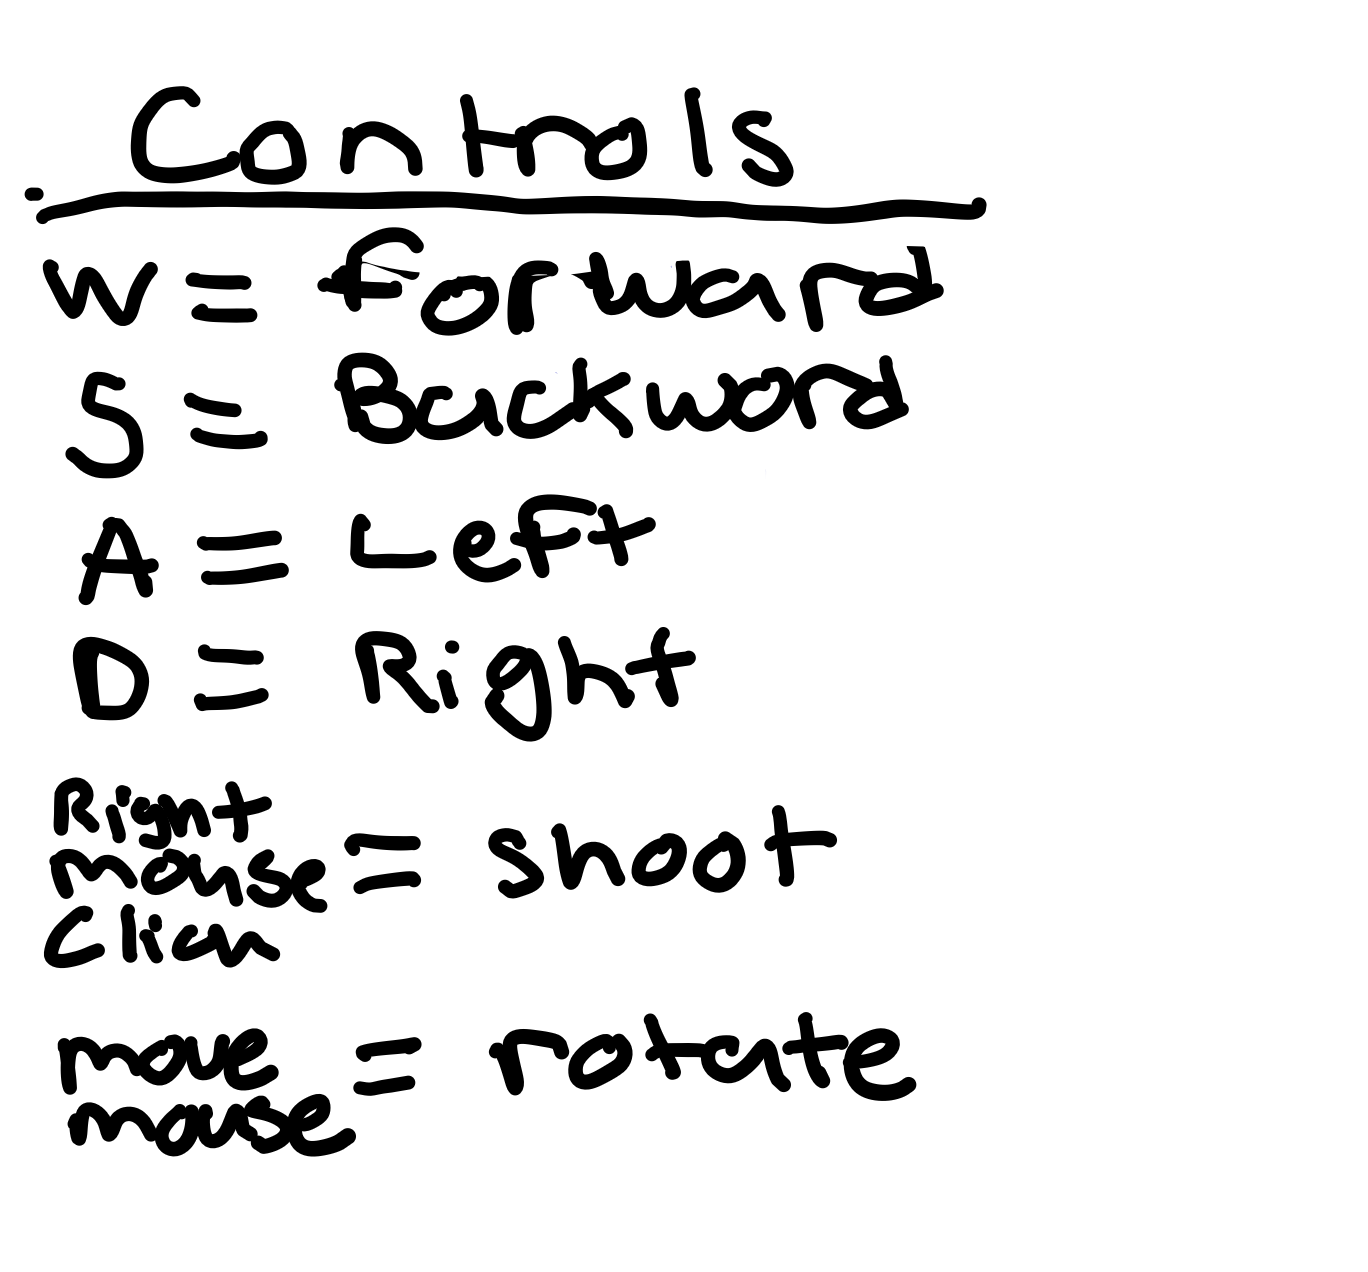 Controls
W = forward
S = Backword
A = Left
D = Right
Right
mouse = shoot
Click
move = rotate
mouse